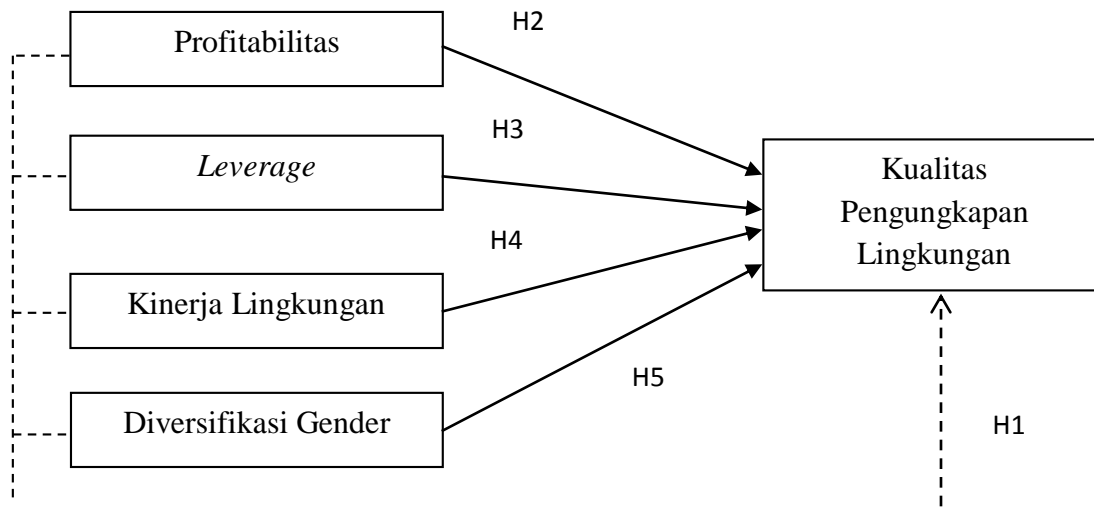 H2
Profitabilitas
H3
Leverage
Kualitas
Pengungkapan
Lingkungan
H4
Kinerja Lingkungan
H5
Diversifikasi Gender
H1